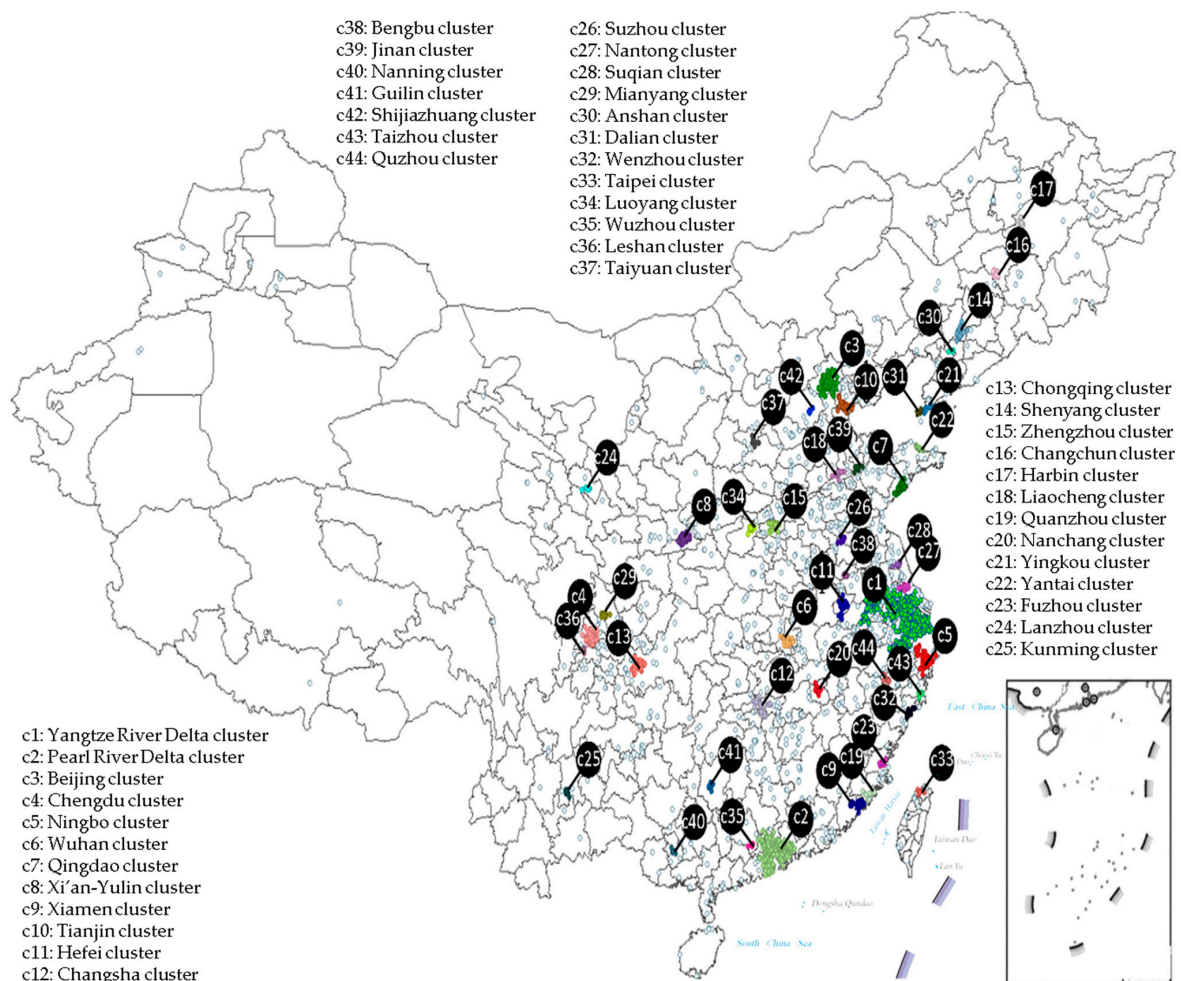 c38: Bengbu cluster
c39: Jinan cluster
c40: Nanning cluster
c41: Guilin cluster
c42: Shijiazhuang cluster
c43: Taizhou cluster
c44: Quzhou cluster
c26: Suzhou cluster
c27: Nantong cluster
c28: Suqian cluster
c29: Mianyang cluster
c30: Anshan cluster
c31: Dalian cluster
c32: Wenzhou cluster
c33: Taipei cluster
c34: Luoyang cluster
c35: Wuzhou cluster
c36: Leshan cluster
c37: Taiyuan cluster
c17
c16
c14
c30
c3
c10
c31
c21
c42
c37
c22
c39
c18
c7
c24
c8
c34
c15
c26
c38
c28
c27
c11
c1
c29
c4
c36
c13
c6
c5
c20
c44
c43
c12
c32
c23
c25
c41
c9
c19
c33
c40
c35
c2
c13: Chongqing cluster
c14: Shenyang cluster
c15: Zhengzhou cluster
c16: Changchun cluster
c17: Harbin cluster
c18: Liaocheng cluster
c19: Quanzhou cluster
c20: Nanchang cluster
c21: Yingkou cluster
c22: Yantai cluster
c23: Fuzhou cluster
c24: Lanzhou cluster
c25: Kunming cluster
c1: Yangtze River Delta cluster
c2: Pearl River Delta cluster
c3: Beijing cluster
c4: Chengdu cluster
c5: Ningbo cluster
c6: Wuhan cluster
c7: Qingdao cluster
c8: Xi'an-Yulin cluster
c9: Xiamen cluster
c10: Tianjin cluster
c11: Hefei cluster
c12: Changsha cluster
East China Sea
Taiwan Dao
Lan Yu
Dongsha Qundao
South China Sea